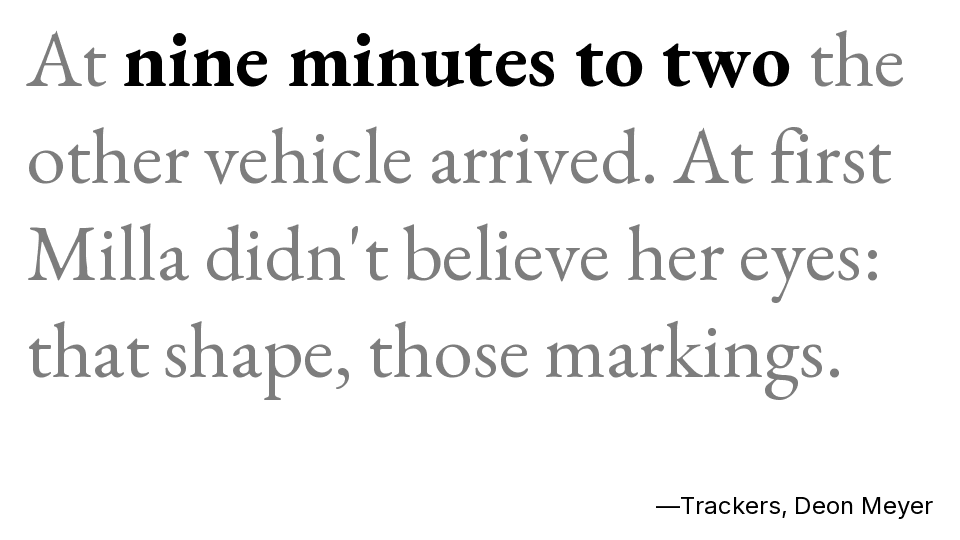 At nine minutes to two the
other vehicle arrived. At first
Milla didn't believe her eyes:
that shape, those markings.
—Trackers, Deon Meyer